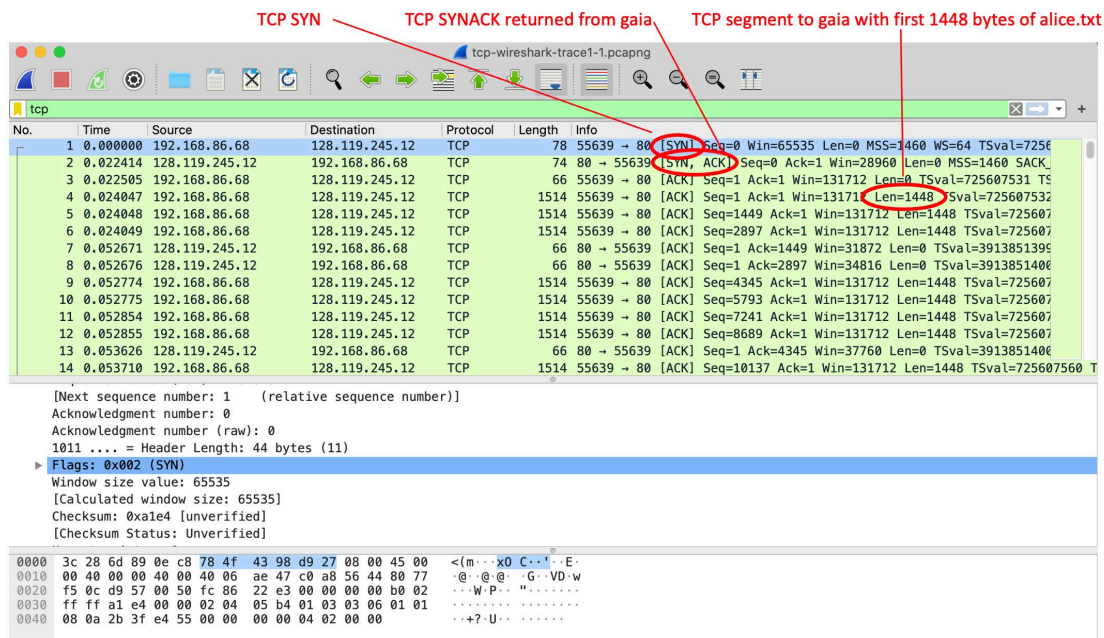 TCP SYN TCP SYNACK returned from gaia TCP segment to gaia with first 1448 bytes of alice.txt
tcp-wireshark-trace1-1.pcapng
tcp
No. Time Source Destination Protocol Length Info
1 0.000000 192.168.86.68 128.119.245.12 TCP 78 55639 → 80 [SYN] Seq=0 Win=65535 Len=0 MSS=1460 WS=64 TSval=7256
2 0.022414 128.119.245.12 192.168.86.68 TCP 74 80 → 55639 [SYN, ACK] Seq=0 Ack=1 Win=28960 Len=0 MSS=1460 SACK_
3 0.022505 192.168.86.68 128.119.245.12 TCP 66 55639 → 80 [ACK] Seq=1 Ack=1 Win=131712 Len=0 TSval=725607531 TS
4 0.024047 192.168.86.68 128.119.245.12 TCP 1514 55639 → 80 [ACK] Seq=1 Ack=1 Win=131712 Len=1448 TSval=725607532
5 0.024048 192.168.86.68 128.119.245.12 TCP 1514 55639 → 80 [ACK] Seq=1449 Ack=1 Win=131712 Len=1448 TSval=725607
6 0.024049 192.168.86.68 128.119.245.12 TCP 1514 55639 → 80 [ACK] Seq=2897 Ack=1 Win=131712 Len=1448 TSval=725607
7 0.052671 128.119.245.12 192.168.86.68 TCP 66 80 → 55639 [ACK] Seq=1 Ack=1449 Win=31872 Len=0 TSval=3913851399
8 0.052676 128.119.245.12 192.168.86.68 TCP 66 80 → 55639 [ACK] Seq=1 Ack=2897 Win=34816 Len=0 TSval=3913851400
9 0.052774 192.168.86.68 128.119.245.12 TCP 1514 55639 → 80 [ACK] Seq=4345 Ack=1 Win=131712 Len=1448 TSval=725607
10 0.052775 192.168.86.68 128.119.245.12 TCP 1514 55639 → 80 [ACK] Seq=5793 Ack=1 Win=131712 Len=1448 TSval=725607
11 0.052854 192.168.86.68 128.119.245.12 TCP 1514 55639 → 80 [ACK] Seq=7241 Ack=1 Win=131712 Len=1448 TSval=725607
12 0.052855 192.168.86.68 128.119.245.12 TCP 1514 55639 → 80 [ACK] Seq=8689 Ack=1 Win=131712 Len=1448 TSval=725607
13 0.053626 128.119.245.12 192.168.86.68 TCP 66 80 → 55639 [ACK] Seq=1 Ack=4345 Win=37760 Len=0 TSval=3913851400
14 0.053710 192.168.86.68 128.119.245.12 TCP 1514 55639 → 80 [ACK] Seq=10137 Ack=1 Win=131712 Len=1448 TSval=725607560 T
[Next sequence number: 1 (relative sequence number)]
Acknowledgment number: 0
Acknowledgment number (raw): 0
1011 .... = Header Length: 44 bytes (11)
Flags: 0x002 (SYN)
Window size value: 65535
[Calculated window size: 65535]
Checksum: 0xa1e4 [unverified]
[Checksum Status: Unverified]
0000 3c 28 6d 89 0e c8 78 4f 43 98 d9 27 08 00 45 00 <(m···xO C··'··E·
0010 00 40 00 00 40 00 40 06 ae 47 c0 a8 56 44 80 77 ·@··@·@· ·G··VD·w
0020 f5 0c d9 57 00 50 fc 86 22 e3 00 00 00 00 b0 02 ···W·P·· "·······
0030 ff ff a1 e4 00 00 02 04 05 b4 01 03 03 06 01 01 ········ ········
0040 08 0a 2b 3f e4 55 00 00 00 00 04 02 00 00 ··+?·U·· ······